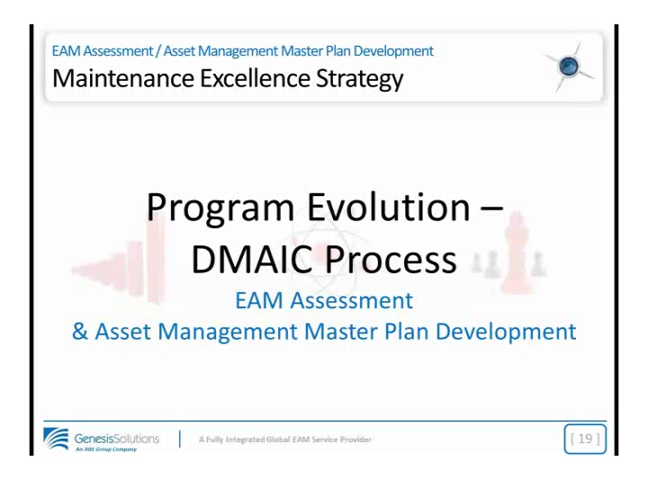 EAM Assessment / Asset Management Master Plan Development
Maintenance Excellence Strategy
Program Evolution –
DMAIC Process
EAM Assessment
& Asset Management Master Plan Development
GenesisSolutions
An ABS Group Company
A Fully Integrated Global EAM Service Provider
[ 19 ]